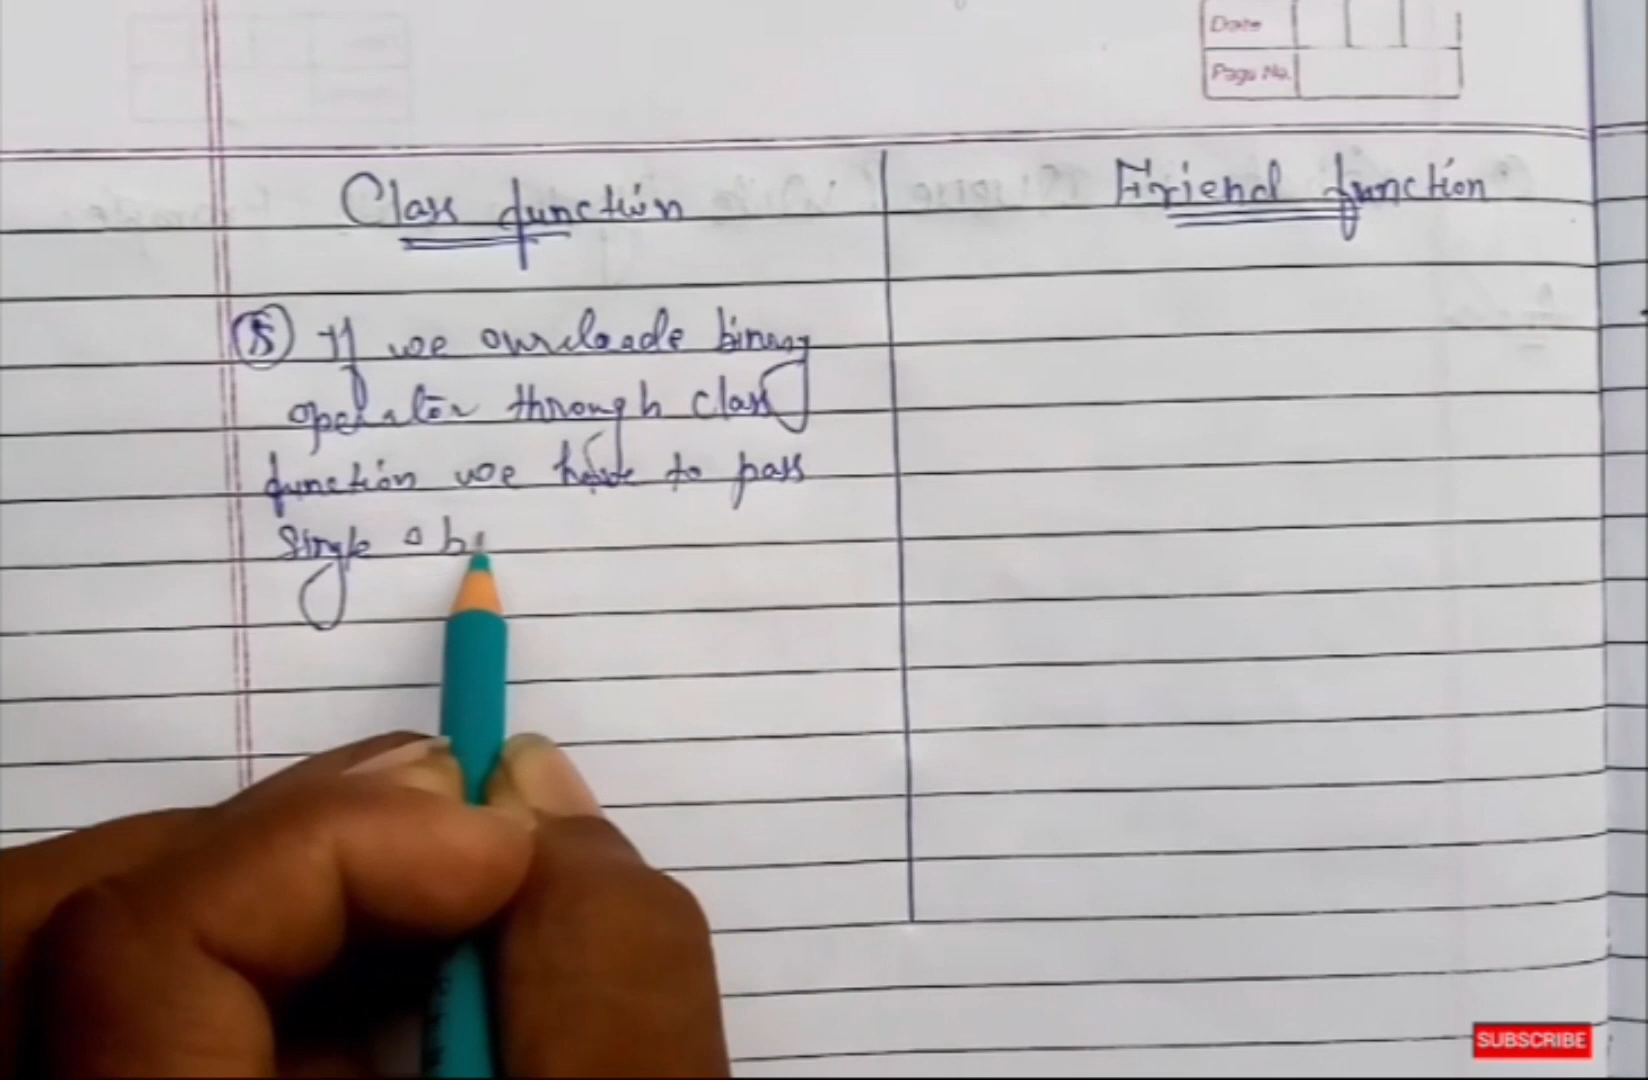 Date
Page No.
Class function
Friend function
5 If we overloade binary
operator through class
function we have to pass
single ob
SUBSCRIBE